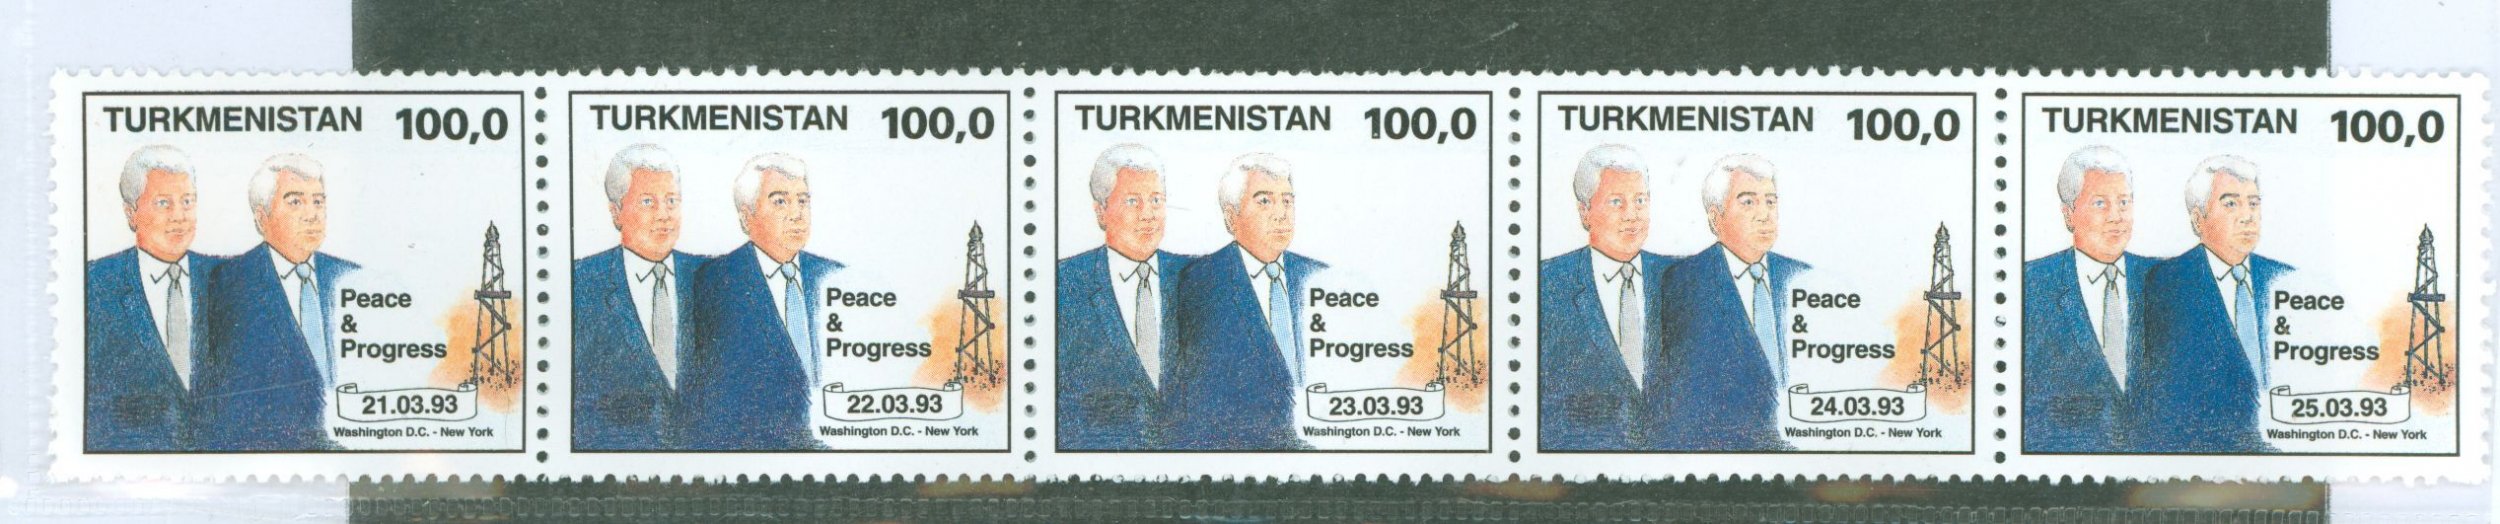 TURKMENISTAN 100,0
Peace
&
Progress
21.03.93
Washington D.C. - New York
TURKMENISTAN 100,0
Peace
&
Progress
22.03.93
Washington D.C. - New York
TURKMENISTAN 100,0
Peace
&
Progress
23.03.93
Washington D.C. - New York
TURKMENISTAN 100,0
Peace
&
Progress
24.03.93
Washington D.C. - New York
TURKMENISTAN 100,0
Peace
&
Progress
25.03.93
Washington D.C. - New York